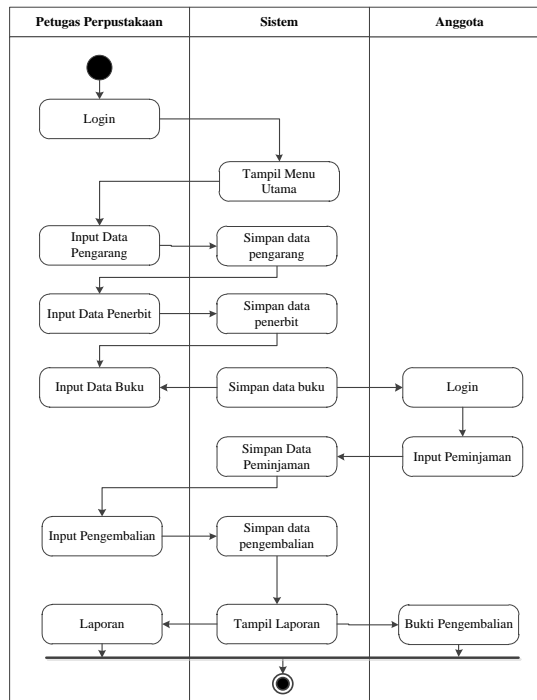 Petugas Perpustakaan
Sistem
Anggota
Login
Tampil Menu
Utama
Input Data
Pengarang
Simpan data
pengarang
Input Data Penerbit
Simpan data
penerbit
Input Data Buku
Simpan data buku
Login
Simpan Data
Peminjaman
Input Peminjaman
Input Pengembalian
Simpan data
pengembalian
Laporan
Tampil Laporan
Bukti Pengembalian